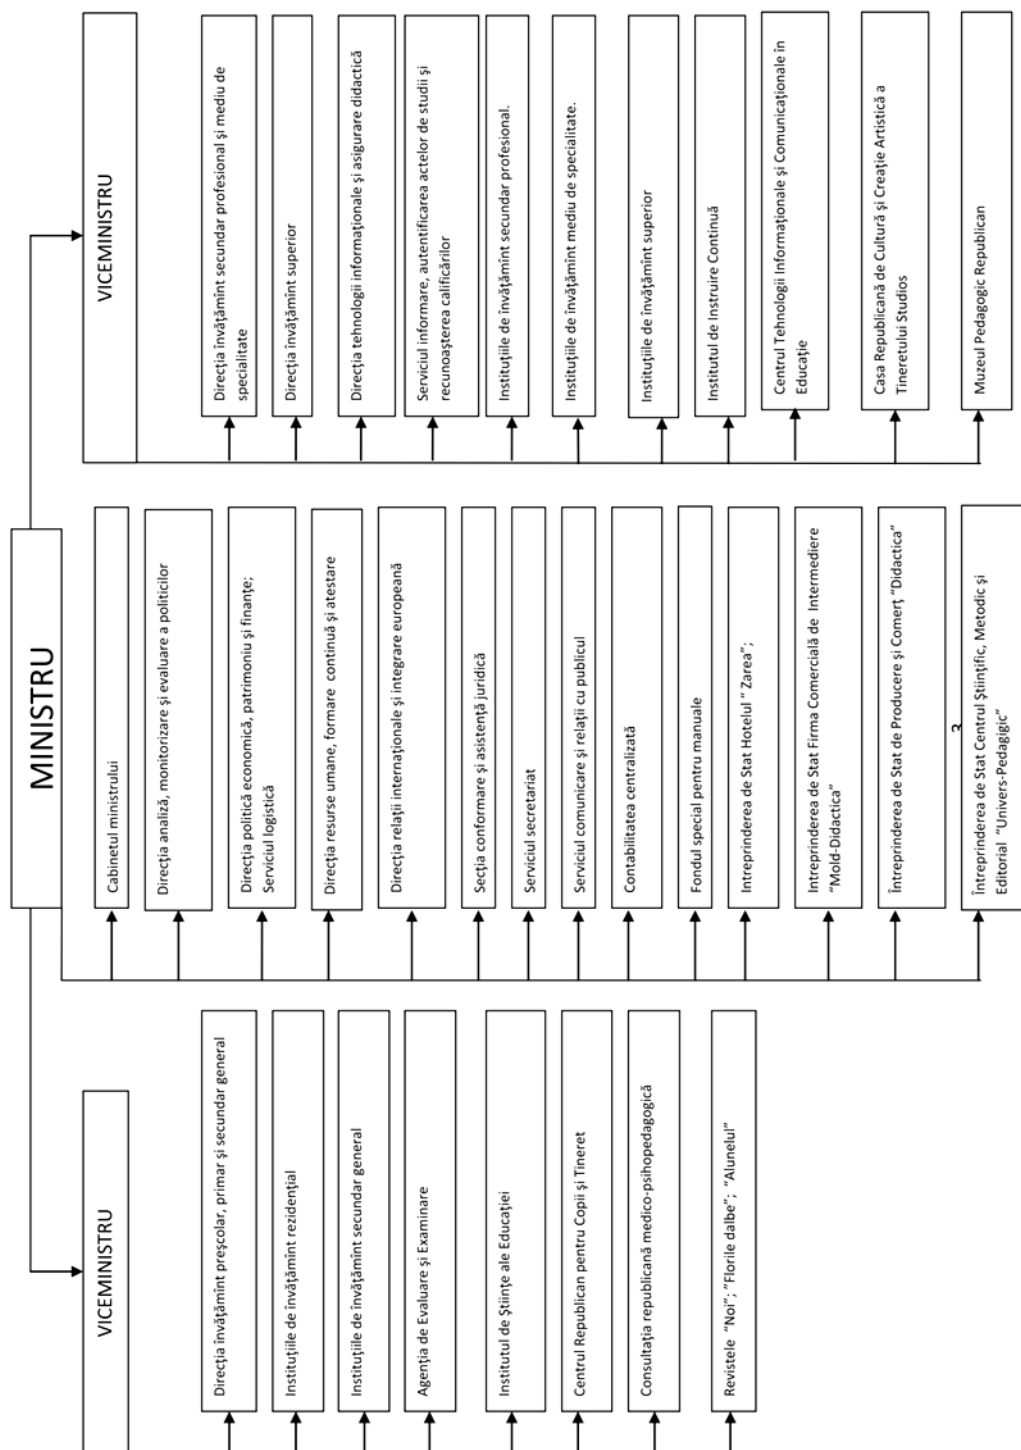 MINISTRU
VICEMINISTRU
Direcţia învăţămînt preşcolar, primar şi secundar general
Instituţiile de învăţămînt rezidenţial
Instituţiile de învăţămînt secundar general
Agenţia de Evaluare şi Examinare
Institutul de Ştiinţe ale Educaţiei
Centrul Republican pentru Copii şi Tineret
Consultaţia republicană medico-psihopedagogică
Revistele "Noi"; "Florile dalbe"; "Alunelul"
Cabinetul ministrului
Direcţia analiză, monitorizare şi evaluare a politicilor
Direcţia politică economică, patrimoniu şi finanţe;
Serviciul logistică
Direcţia resurse umane, formare continuă şi atestare
Direcţia relaţii internaţionale şi integrare europeană
Secţia conformare şi asistenţă juridică
Serviciul secretariat
Serviciul comunicare şi relaţii cu publicul
Contabilitatea centralizată
Fondul special pentru manuale
Intreprinderea de Stat Hotelul " Zarea";
Intreprinderea de Stat Firma Comercială de Intermediere
"Mold-Didactica"
Întreprinderea de Stat de Producere şi Comerţ "Didactica"
3
Întreprinderea de Stat Centrul Ştiinţific, Metodic şi
Editorial "Univers-Pedagigic"
VICEMINISTRU
Direcţia învăţămînt secundar profesional şi mediu de
specialitate
Direcţia învăţămînt superior
Direcţia tehnologii informaţionale şi asigurare didactică
Serviciul informare, autentificarea actelor de studii şi
recunoaşterea calificărilor
Instituţiile de învăţămînt secundar profesional.
Instituţiile de învăţămînt mediu de specialitate.
Instituţiile de învăţămînt superior
Institutul de Instruire Continuă
Centrul Tehnologii Informaţionale şi Comunicaţionale în
Educaţie
Casa Republicană de Cultură şi Creaţie Artistică a
Tineretului Studios
Muzeul Pedagogic Republican